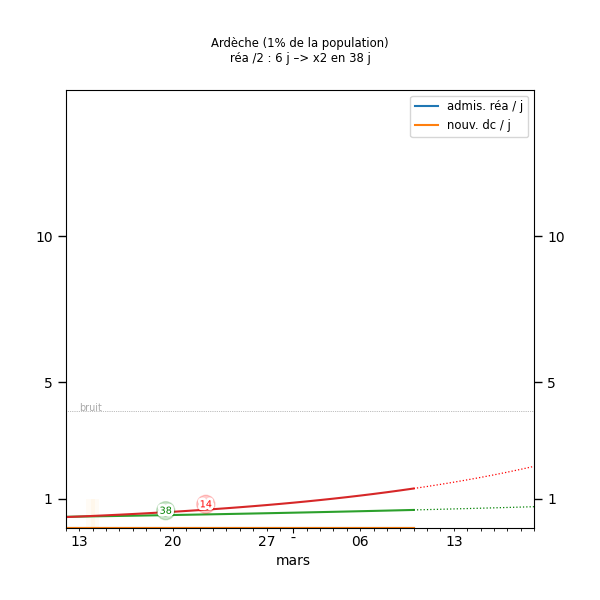 Ardèche (1% de la population)
réa /2 : 6 j –> x2 en 38 j
admis. réa / j
nouv. dc / j
10
10
5
5
bruit
1
1
38
14
13
20
27
-
06
13
mars